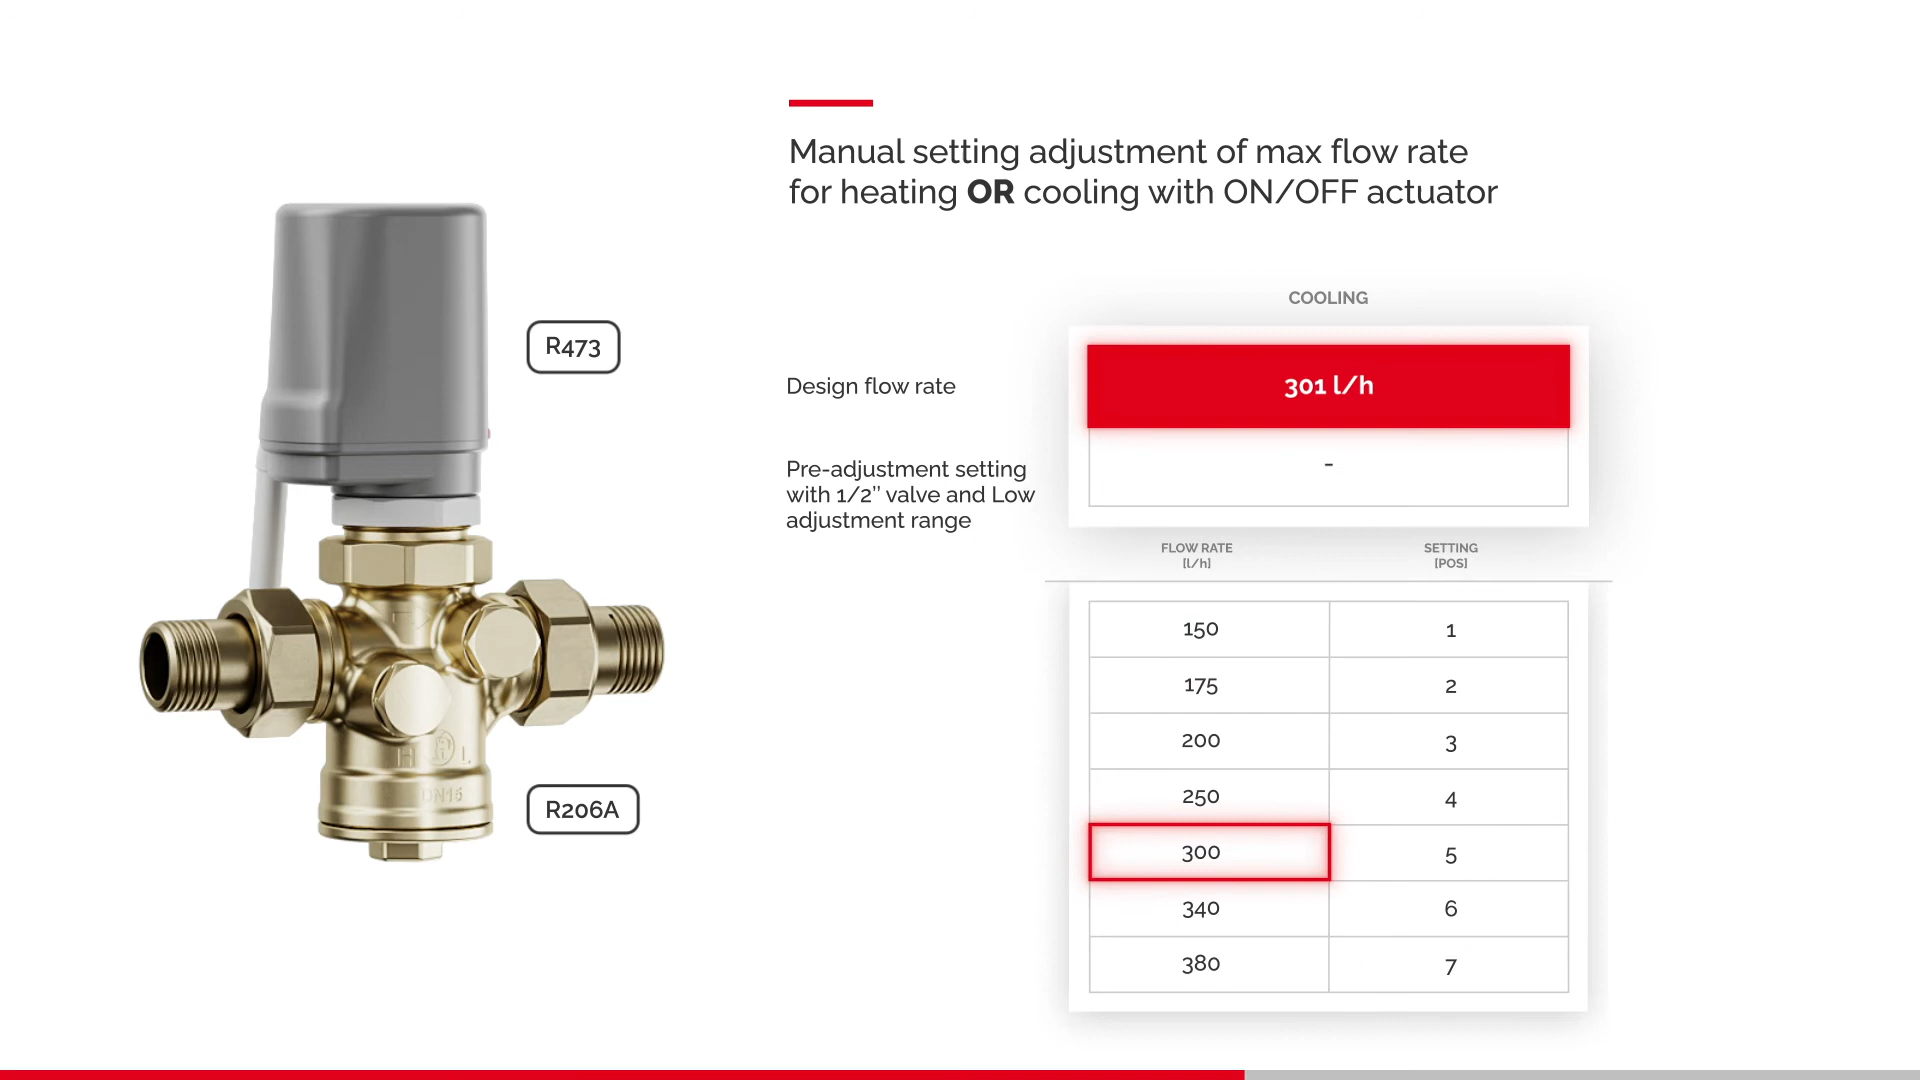 Manual setting adjustment of max flow rate
for heating OR cooling with ON/OFF actuator
R473
R206A
H L
DN15
COOLING
Design flow rate
301 l/h
Pre-adjustment setting
with 1/2’’ valve and Low
adjustment range
-
FLOW RATE
[l/h]
SETTING
[POS]
150 1
175 2
200 3
250 4
300 5
340 6
380 7